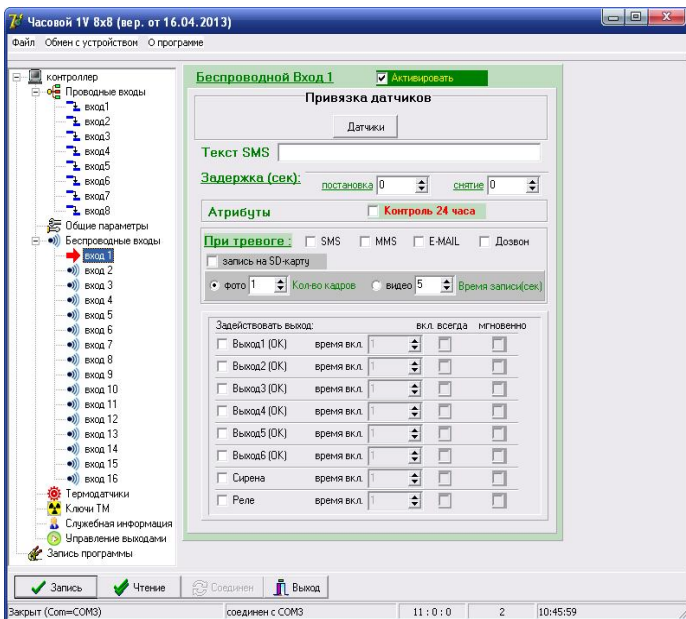 Часовой 1V 8x8 (вер. от 16.04.2013)
Файл Обмен с устройством О программе
контроллер
Проводные входы
вход1
вход2
вход3
вход4
вход5
вход6
вход7
вход8
Общие параметры
Беспроводные входы
вход 1
вход 2
вход 3
вход 4
вход 5
вход 6
вход 7
вход 8
вход 9
вход 10
вход 11
вход 12
вход 13
вход 14
вход 15
вход 16
Термодатчики
Ключи ТМ
Служебная информация
Управление выходами
Запись программы
Беспроводной Вход 1 Активировать
Привязка датчиков
Датчики
Текст SMS
Задержка (сек): постановка 0 снятие 0
Атрибуты Контроль 24 часа
При тревоге : SMS MMS E-MAIL Дозвон
запись на SD-карту
фото 1 Кол-во кадров видео 5 Время записи(сек)
Задействовать выход: вкл. всегда мгновенно
Выход1 (ОК) время вкл. 1
Выход2 (ОК) время вкл. 1
Выход3 (ОК) время вкл. 1
Выход4 (ОК) время вкл. 1
Выход5 (ОК) время вкл. 1
Выход6 (ОК) время вкл. 1
Сирена время вкл. 1
Реле время вкл. 1
Запись Чтение Соединен Выход
Закрыт (Com=COM3) соединен с COM3 11 : 0 : 0 2 10:45:59